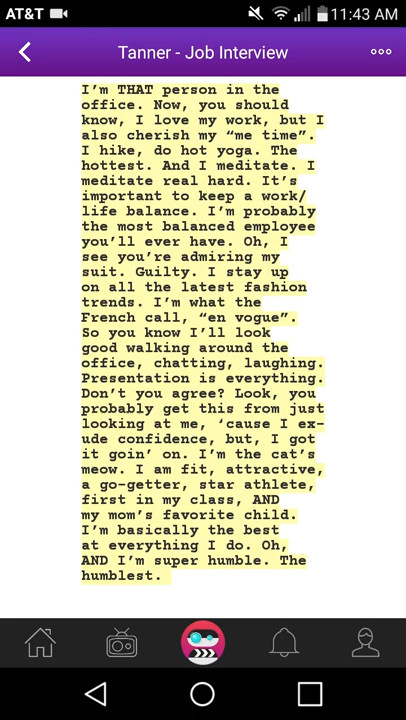 AT&T 11:43 AM
Tanner - Job Interview
I'm THAT person in the
office. Now, you should
know, I love my work, but I
also cherish my “me time”.
I hike, do hot yoga. The
hottest. And I meditate. I
meditate real hard. It's
important to keep a work/
life balance. I'm probably
the most balanced employee
you'll ever have. Oh, I
see you're admiring my
suit. Guilty. I stay up
on all the latest fashion
trends. I'm what the
French call, “en vogue”.
So you know I'll look
good walking around the
office, chatting, laughing.
Presentation is everything.
Don't you agree? Look, you
probably get this from just
looking at me, ‘cause I ex-
ude confidence, but, I got
it goin’ on. I'm the cat's
meow. I am fit, attractive,
a go-getter, star athlete,
first in my class, AND
my mom's favorite child.
I'm basically the best
at everything I do. Oh,
AND I'm super humble. The
humblest.